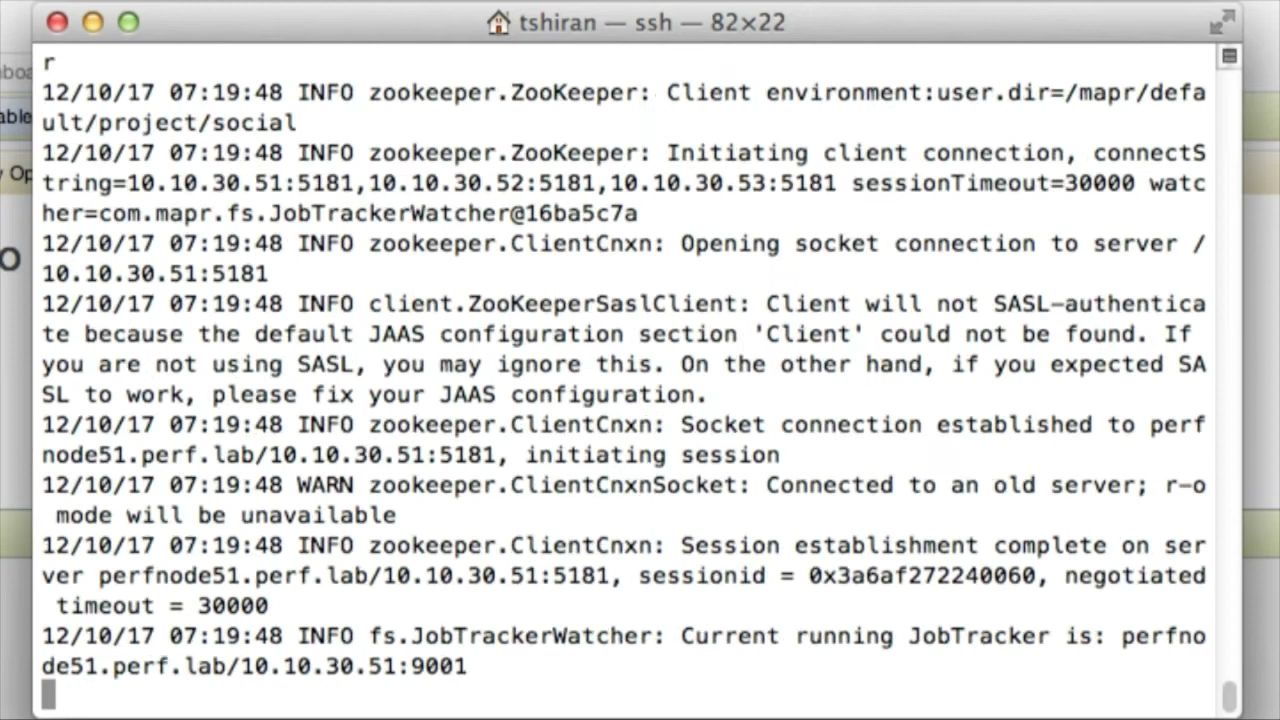 tshiran — ssh — 82×22
r
12/10/17 07:19:48 INFO zookeeper.ZooKeeper: Client environment:user.dir=/mapr/defa
ult/project/social
12/10/17 07:19:48 INFO zookeeper.ZooKeeper: Initiating client connection, connectS
tring=10.10.30.51:5181,10.10.30.52:5181,10.10.30.53:5181 sessionTimeout=30000 watc
her=com.mapr.fs.JobTrackerWatcher@16ba5c7a
12/10/17 07:19:48 INFO zookeeper.ClientCnxn: Opening socket connection to server /
10.10.30.51:5181
12/10/17 07:19:48 INFO client.ZooKeeperSaslClient: Client will not SASL-authentica
te because the default JAAS configuration section 'Client' could not be found. If
you are not using SASL, you may ignore this. On the other hand, if you expected SA
SL to work, please fix your JAAS configuration.
12/10/17 07:19:48 INFO zookeeper.ClientCnxn: Socket connection established to perf
node51.perf.lab/10.10.30.51:5181, initiating session
12/10/17 07:19:48 WARN zookeeper.ClientCnxnSocket: Connected to an old server; r-o
 mode will be unavailable
12/10/17 07:19:48 INFO zookeeper.ClientCnxn: Session establishment complete on ser
ver perfnode51.perf.lab/10.10.30.51:5181, sessionid = 0x3a6af272240060, negotiated
 timeout = 30000
12/10/17 07:19:48 INFO fs.JobTrackerWatcher: Current running JobTracker is: perfno
de51.perf.lab/10.10.30.51:9001